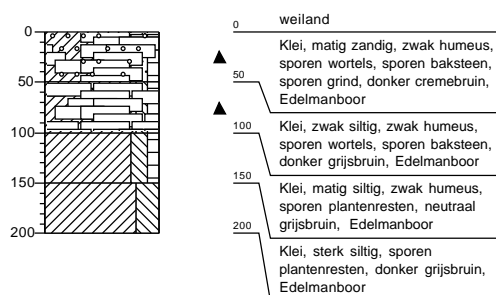 0
50
100
150
200
0
weiland
Klei, matig zandig, zwak humeus,
sporen wortels, sporen baksteen,
sporen grind, donker cremebruin,
Edelmanboor
50
Klei, zwak siltig, zwak humeus,
sporen wortels, sporen baksteen,
donker grijsbruin, Edelmanboor
100
Klei, matig siltig, zwak humeus,
sporen plantenresten, neutraal
grijsbruin, Edelmanboor
150
Klei, sterk siltig, sporen
plantenresten, donker grijsbruin,
Edelmanboor
200